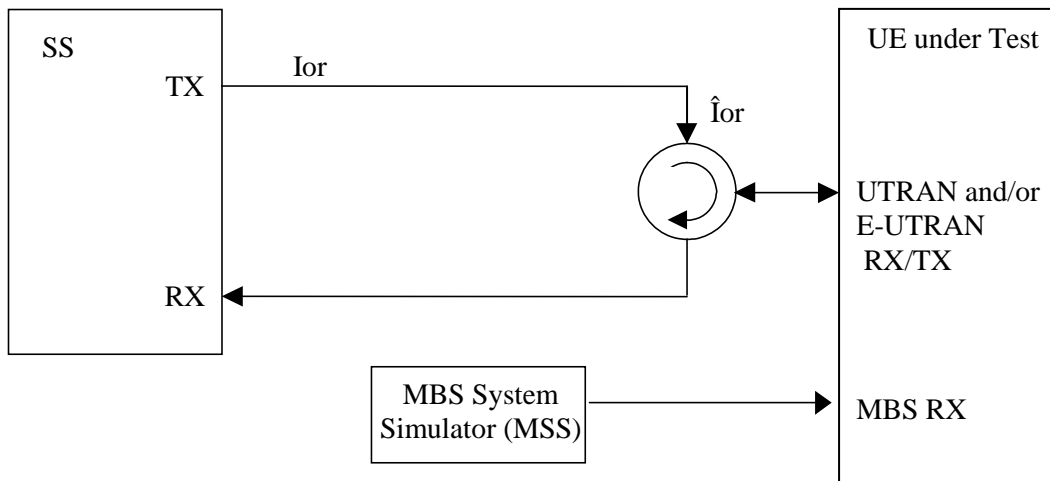 SS
TX
Ior
Îor
RX
UE under Test
UTRAN and/or
E-UTRAN
RX/TX
MBS System
Simulator (MSS)
MBS RX